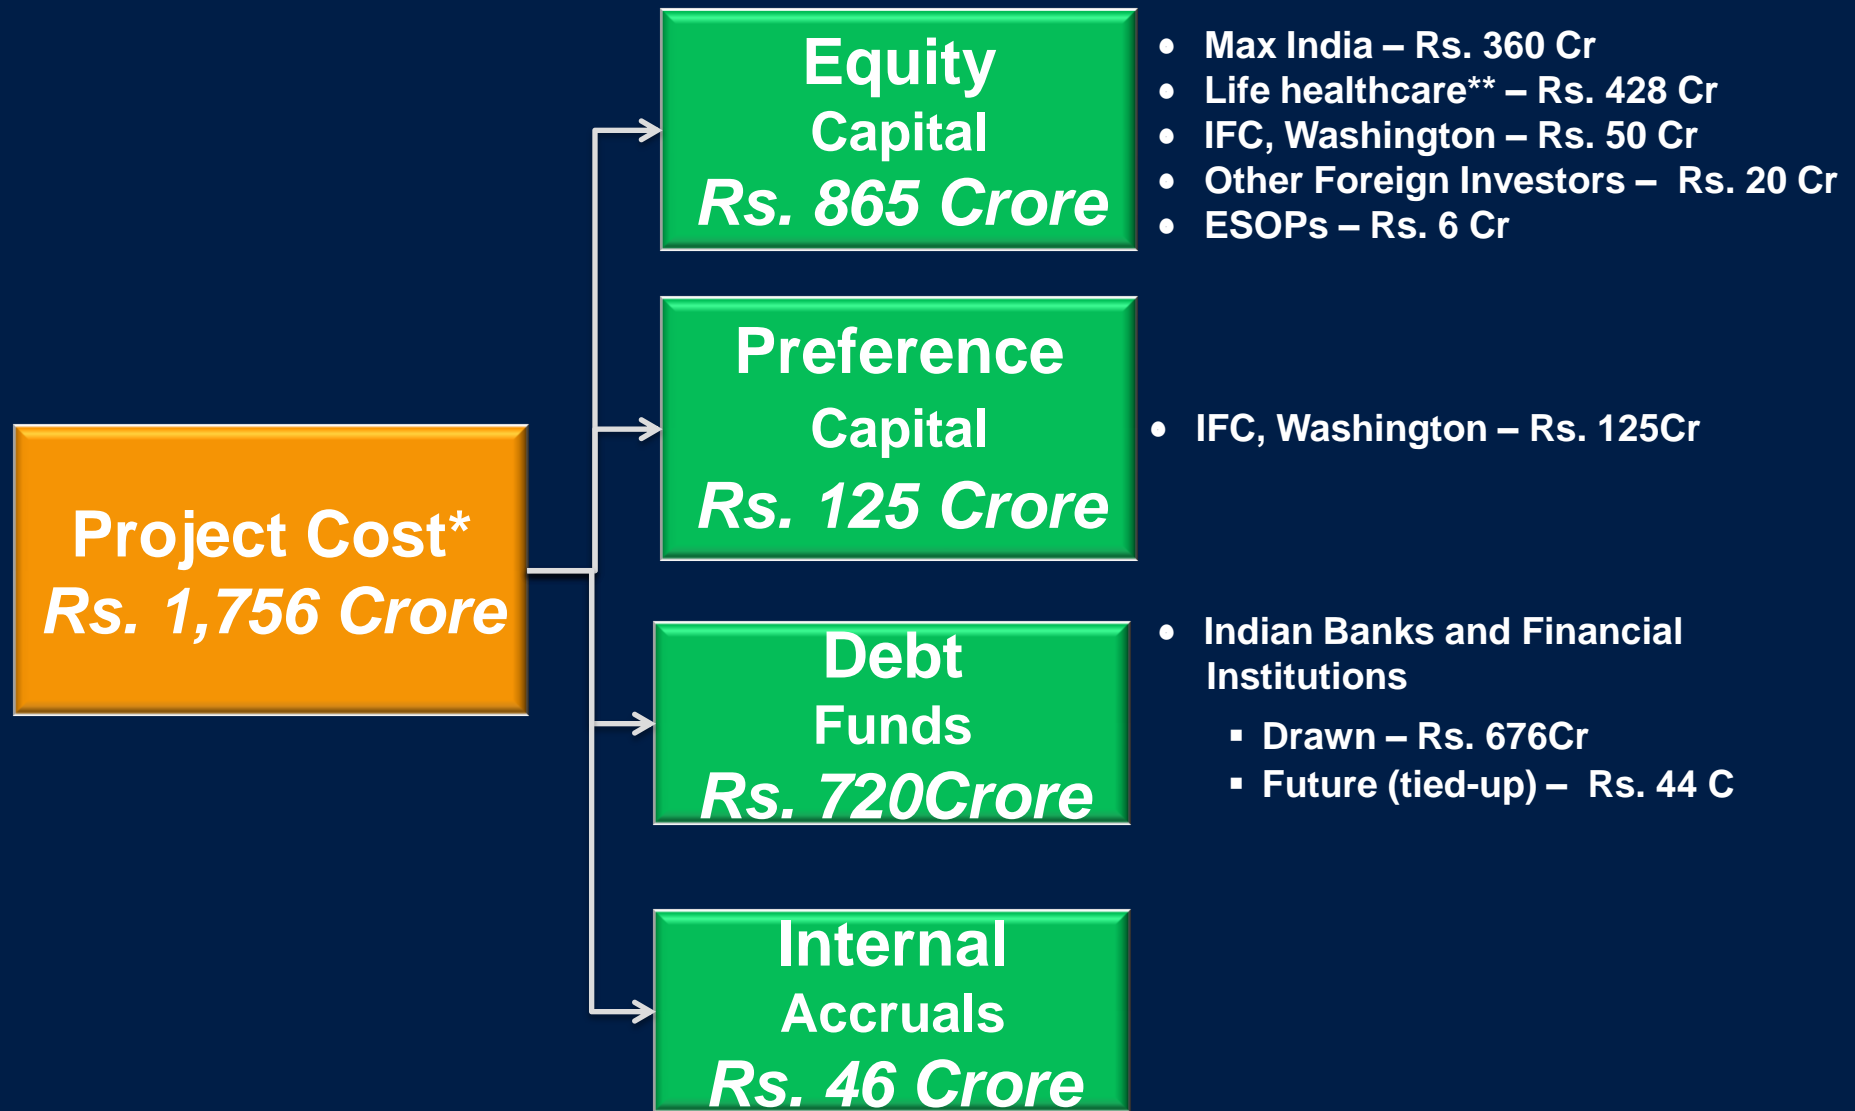 Equity
Capital
Rs. 865 Crore
● Max India – Rs. 360 Cr
● Life healthcare** – Rs. 428 Cr
● IFC, Washington – Rs. 50 Cr
● Other Foreign Investors – Rs. 20 Cr
● ESOPs – Rs. 6 Cr
Preference
Capital
Rs. 125 Crore
● IFC, Washington – Rs. 125Cr
Project Cost*
Rs. 1,756 Crore
Debt
Funds
Rs. 720Crore
● Indian Banks and Financial
Institutions
▪ Drawn – Rs. 676Cr
▪ Future (tied-up) – Rs. 44 C
Internal
Accruals
Rs. 46 Crore